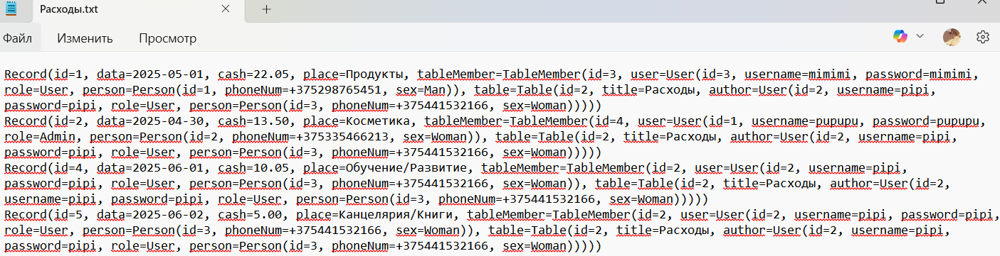 Расходы.txt
Файл Изменить Просмотр
Record(id=1, data=2025-05-01, cash=22.05, place=Продукты, tableMember=TableMember(id=3, user=User(id=3, username=mimimi, password=mimimi,
role=User, person=Person(id=1, phoneNum=+375298765451, sex=Man)), table=Table(id=2, title=Расходы, author=User(id=2, username=pipi,
password=pipi, role=User, person=Person(id=3, phoneNum=+375441532166, sex=Woman)))))
Record(id=2, data=2025-04-30, cash=13.50, place=Косметика, tableMember=TableMember(id=4, user=User(id=1, username=pupupu, password=pupupu,
role=Admin, person=Person(id=2, phoneNum=+375335466213, sex=Woman)), table=Table(id=2, title=Расходы, author=User(id=2, username=pipi,
password=pipi, role=User, person=Person(id=3, phoneNum=+375441532166, sex=Woman)))))
Record(id=4, data=2025-06-01, cash=10.05, place=Обучение/Развитие, tableMember=TableMember(id=2, user=User(id=2, username=pipi,
password=pipi, role=User, person=Person(id=3, phoneNum=+375441532166, sex=Woman)), table=Table(id=2, title=Расходы, author=User(id=2,
username=pipi, password=pipi, role=User, person=Person(id=3, phoneNum=+375441532166, sex=Woman)))))
Record(id=5, data=2025-06-02, cash=5.00, place=Канцелярия/Книги, tableMember=TableMember(id=2, user=User(id=2, username=pipi, password=pipi,
role=User, person=Person(id=3, phoneNum=+375441532166, sex=Woman)), table=Table(id=2, title=Расходы, author=User(id=2, username=pipi,
password=pipi, role=User, person=Person(id=3, phoneNum=+375441532166, sex=Woman)))))